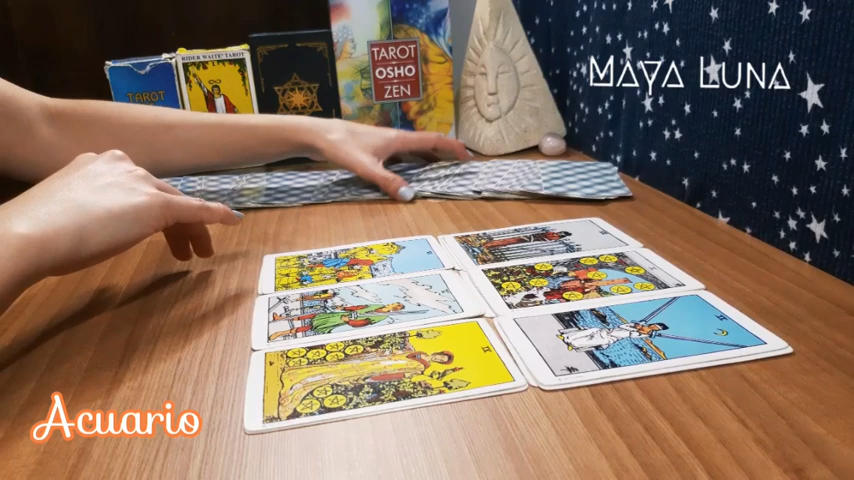 MAYA LUNA
TAROT
RIDER WAITE TAROT
TAROT
OSHO
ZEN
Acuario